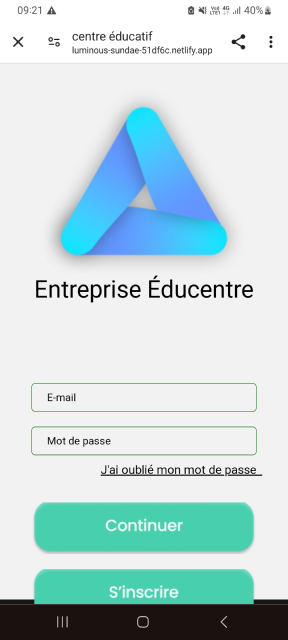 09:21
Voo 4G
LTE1
40%
centre éducatif
luminous-sundae-51df6c.netlify.app
Entreprise Éducentre
E-mail
Mot de passe
J'ai oublié mon mot de passe
Continuer
S'inscrire